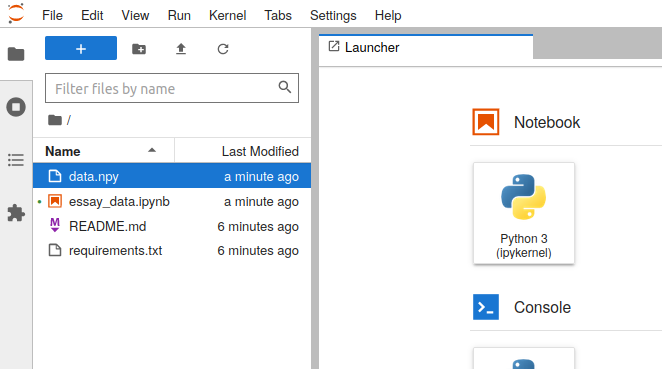 File Edit View Run Kernel Tabs Settings Help
+
Launcher
Filter files by name
/
Name Last Modified
data.npy a minute ago
essay_data.ipynb a minute ago
README.md 6 minutes ago
requirements.txt 6 minutes ago
Notebook
Python 3
(ipykernel)
Console